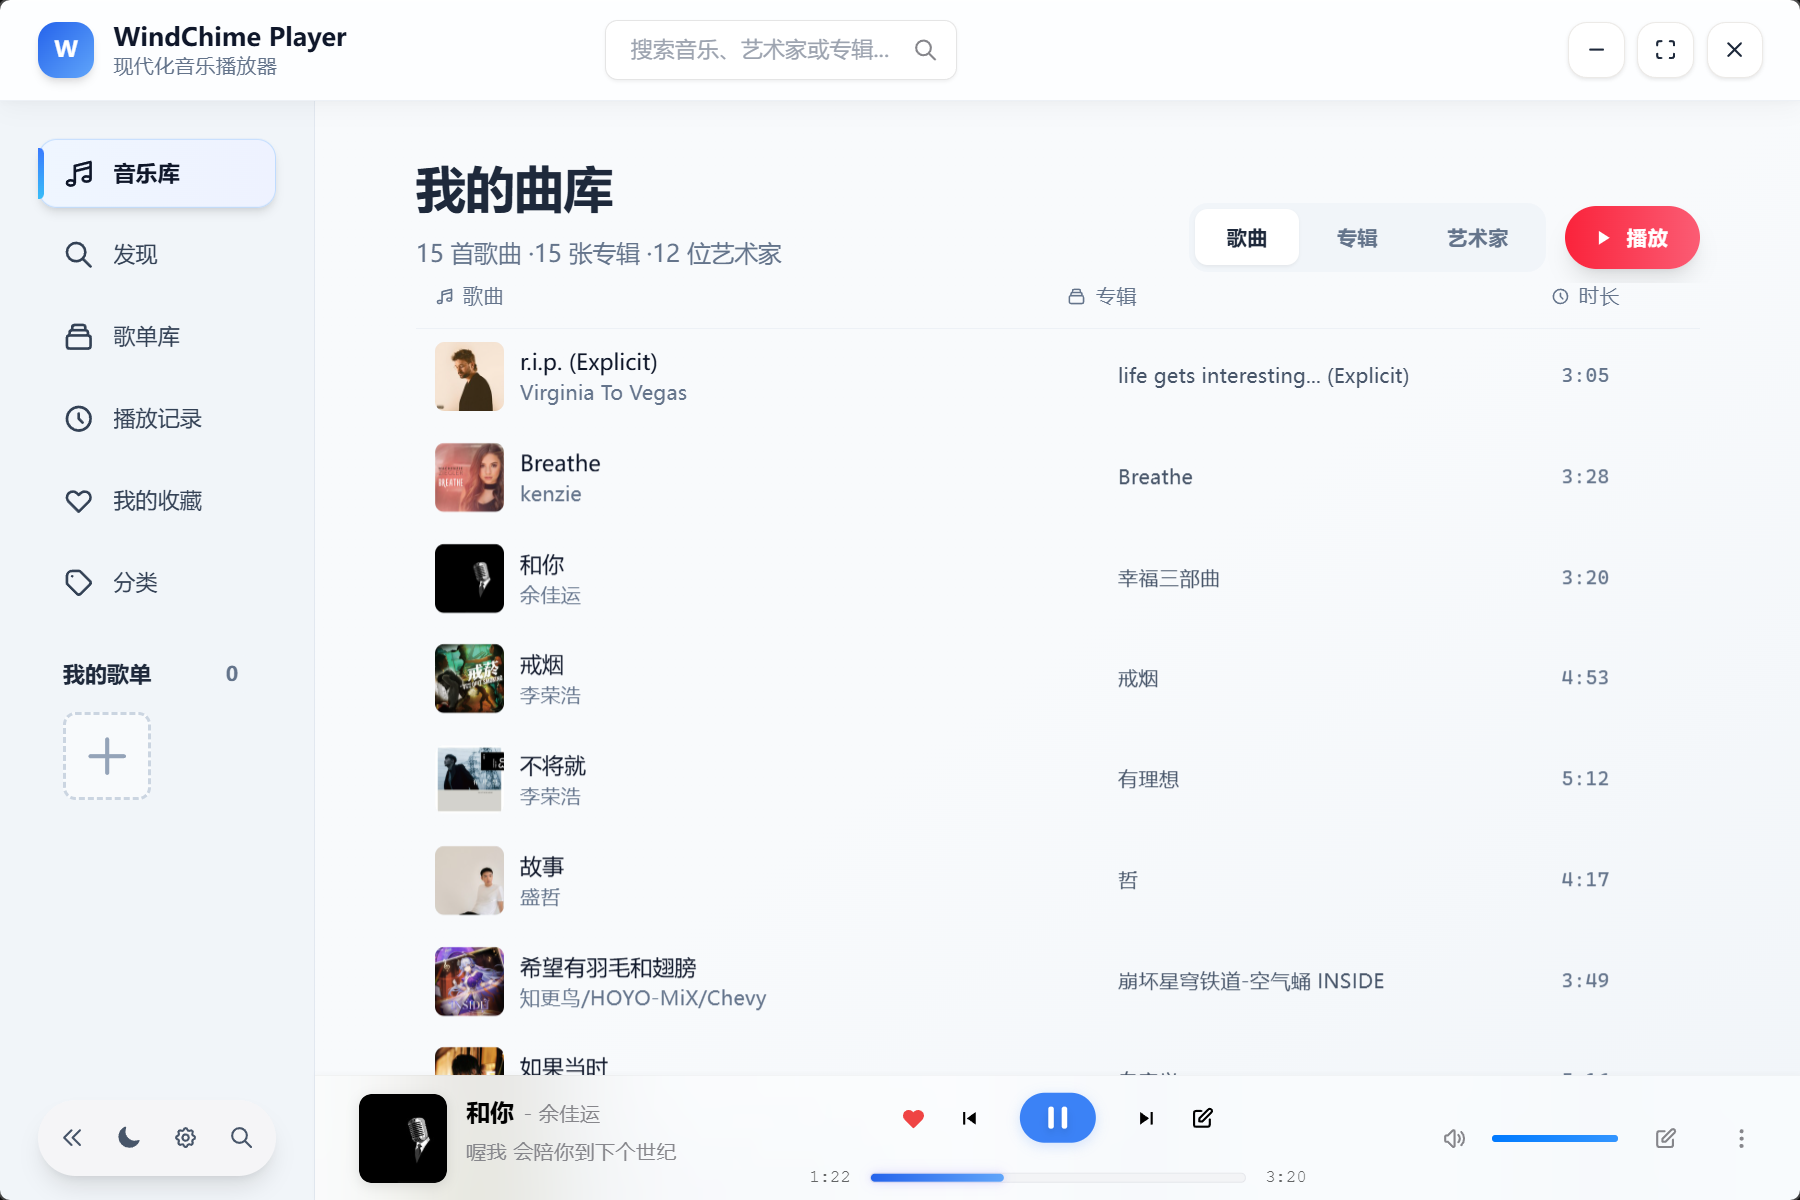 W
WindChime Player
现代化音乐播放器
搜索音乐、艺术家或专辑...
音乐库
发现
歌单库
播放记录
我的收藏
分类
我的歌单 0
我的曲库
15 首歌曲 ·15 张专辑 ·12 位艺术家
歌曲 专辑 艺术家 播放
歌曲 专辑 时长
r.i.p. (Explicit)
Virginia To Vegas
life gets interesting... (Explicit)
3:05
Breathe
kenzie
Breathe
3:28
BREATHE
和你
余佳运
幸福三部曲
3:20
戒烟
李荣浩
戒烟
4:53
戒菸
不将就
李荣浩
有理想
5:12
故事
盛哲
哲
4:17
希望有羽毛和翅膀
知更鸟/HOYO-MiX/Chevy
崩坏星穹铁道-空气蛹 INSIDE
3:49
INSIDE
如果当时
和你 - 余佳运
喔我 会陪你到下个世纪
1:22
3:20